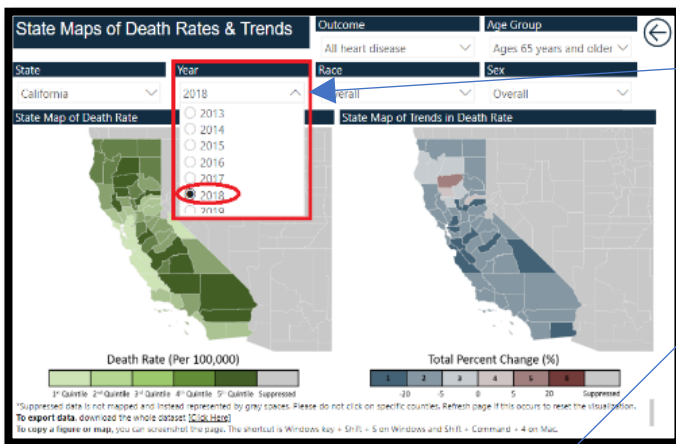 State Maps of Death Rates & Trends
Outcome
Age Group
All heart disease
Ages 65 years and older
State
Year
Race
Sex
California
2018
Overall
State Map of Death Rate
State Map of Trends in Death Rate
2013
2014
2015
2016
2017
2018
2019
Death Rate (Per 100,000)
Total Percent Change (%)
1 2 3 4 5 6
1st Quintile 2nd Quintile 3rd Quintile 4th Quintile 5th Quintile Suppressed
-20 -5 0 5 20 Suppressed
*Suppressed data is not mapped and instead represented by gray spaces. Please do not click on specific counties. Refresh page if this occurs to reset the visualization.
To export data, download the whole dataset [Click Here]
To copy a figure or map, you can screenshot the page. The shortcut is Windows key + Shift + S on Windows and Shift + Command + 4 on Mac.